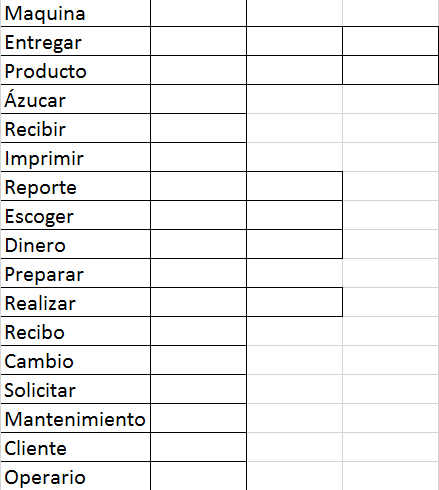 Maquina
Entregar
Producto
Ázucar
Recibir
Imprimir
Reporte
Escoger
Dinero
Preparar
Realizar
Recibo
Cambio
Solicitar
Mantenimiento
Cliente
Operario